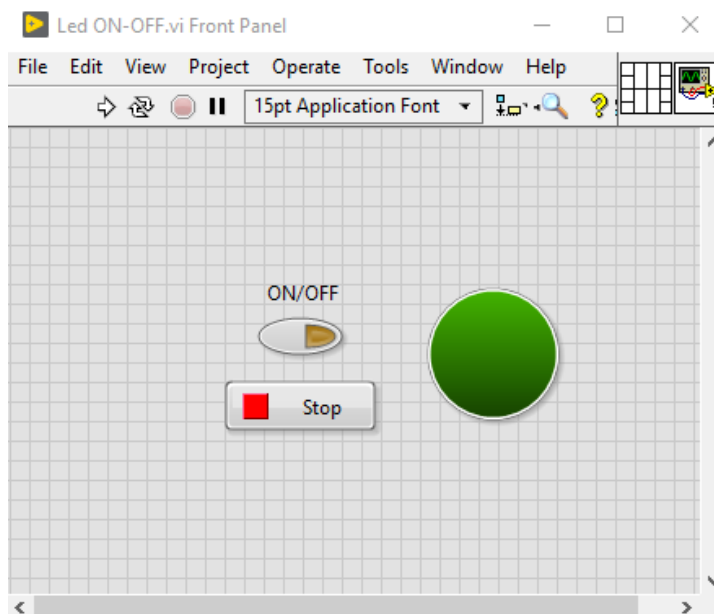 Led ON-OFF.vi Front Panel
File Edit View Project Operate Tools Window Help
15pt Application Font
ON/OFF
Stop